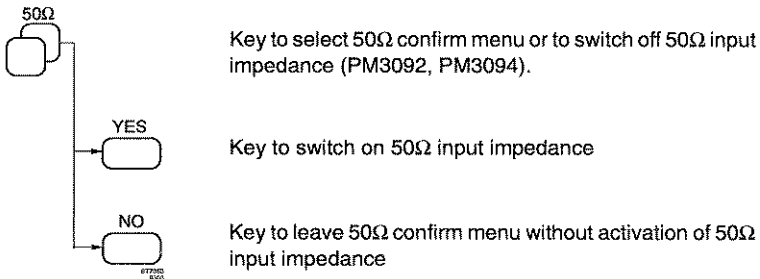 50Ω
Key to select 50Ω confirm menu or to switch off 50Ω input
impedance (PM3092, PM3094).
YES
Key to switch on 50Ω input impedance
NO
Key to leave 50Ω confirm menu without activation of 50Ω
input impedance